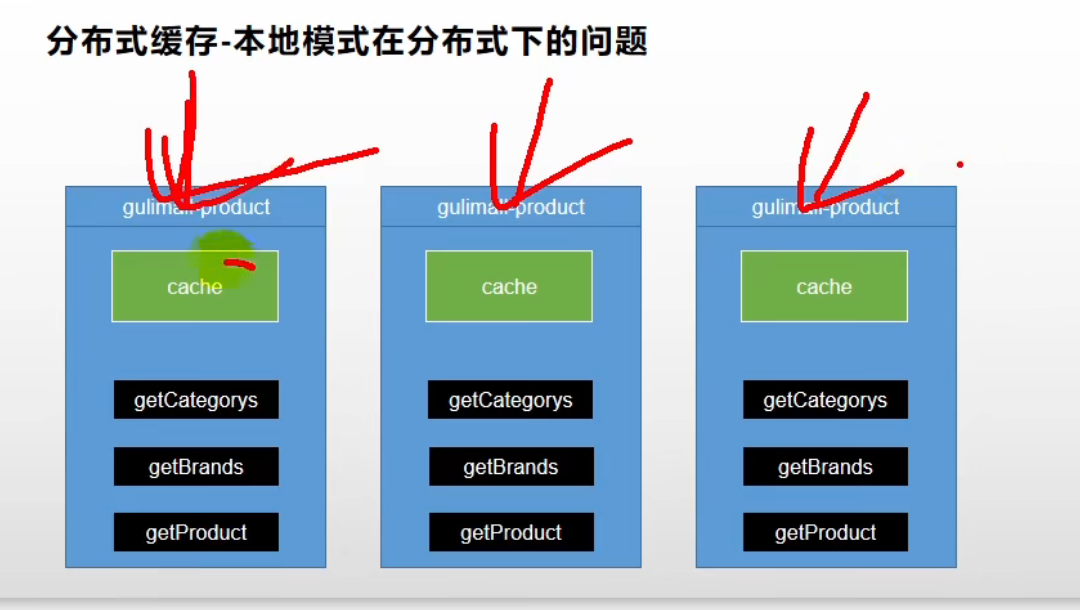 分布式缓存-本地模式在分布式下的问题
gulimall-product
gulimall-product
gulimall-product
cache
cache
cache
getCategorys
getCategorys
getCategorys
getBrands
getBrands
getBrands
getProduct
getProduct
getProduct